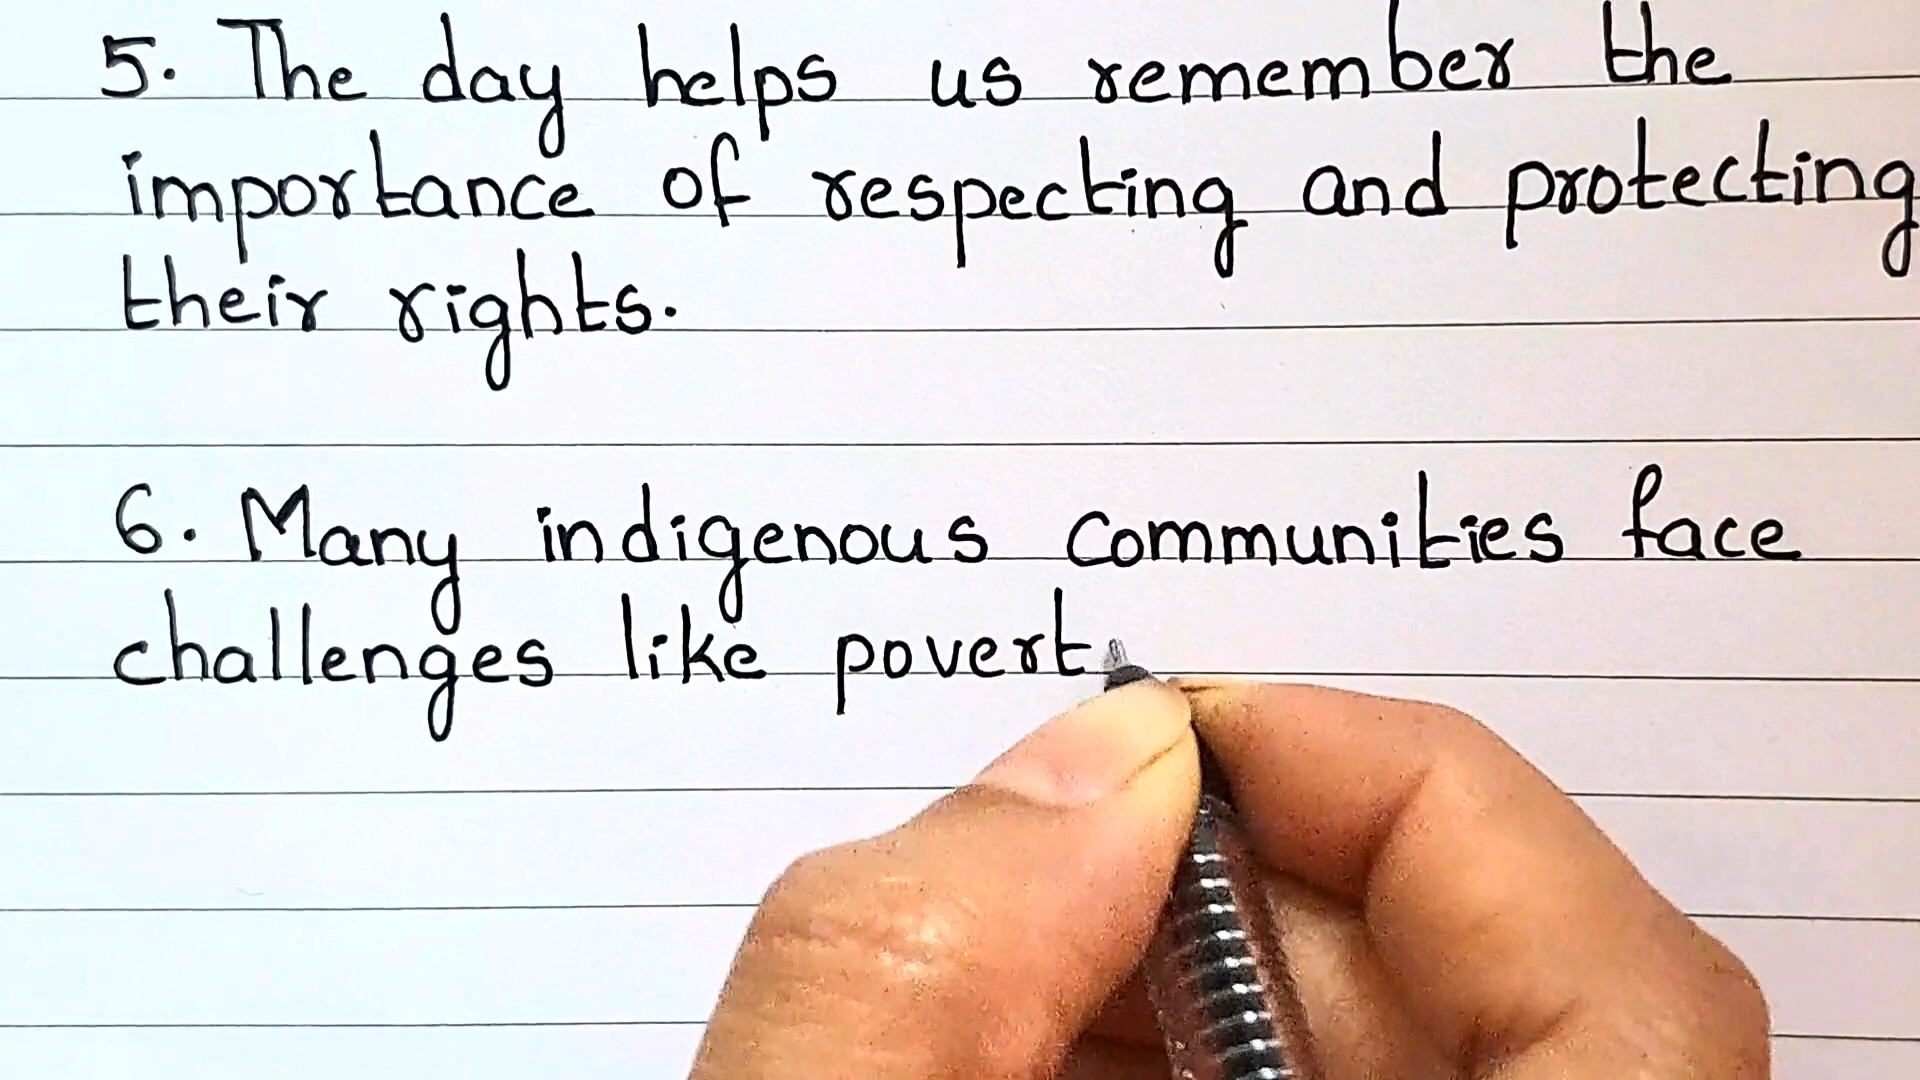 5. The day helps us remember the
importance of respecting and protecting
their rights.
6. Many indigenous communities face
challenges like povert